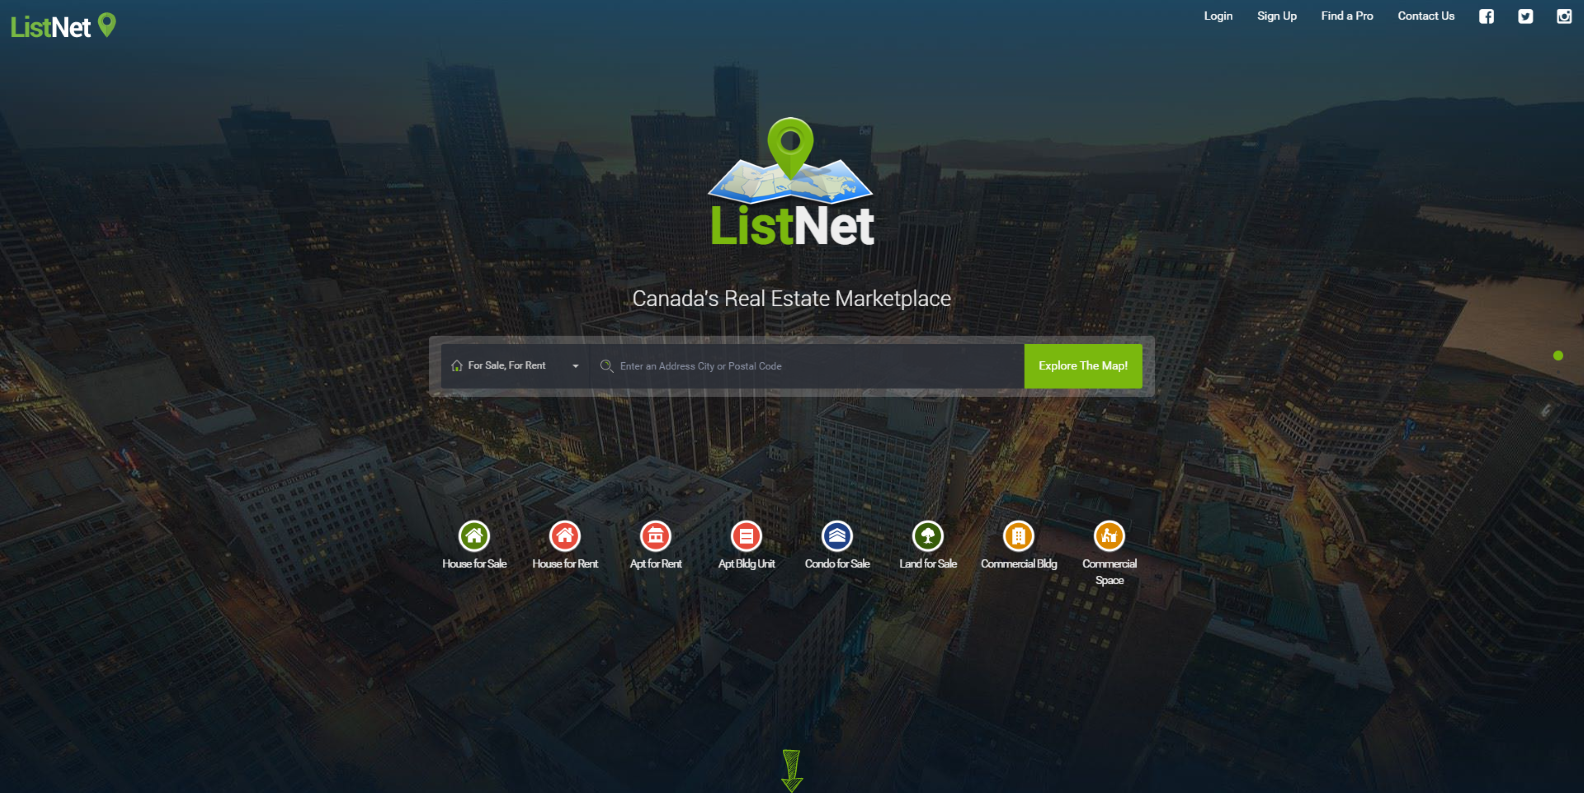 ListNet
Login
Sign Up
Find a Pro
Contact Us
ListNet
Canada's Real Estate Marketplace
For Sale, For Rent
Enter an Address City or Postal Code
Explore The Map!
House for Sale
House for Rent
Apt for Rent
Apt Bldg Unit
Condo for Sale
Land for Sale
Commercial Bldg
Commercial
Space